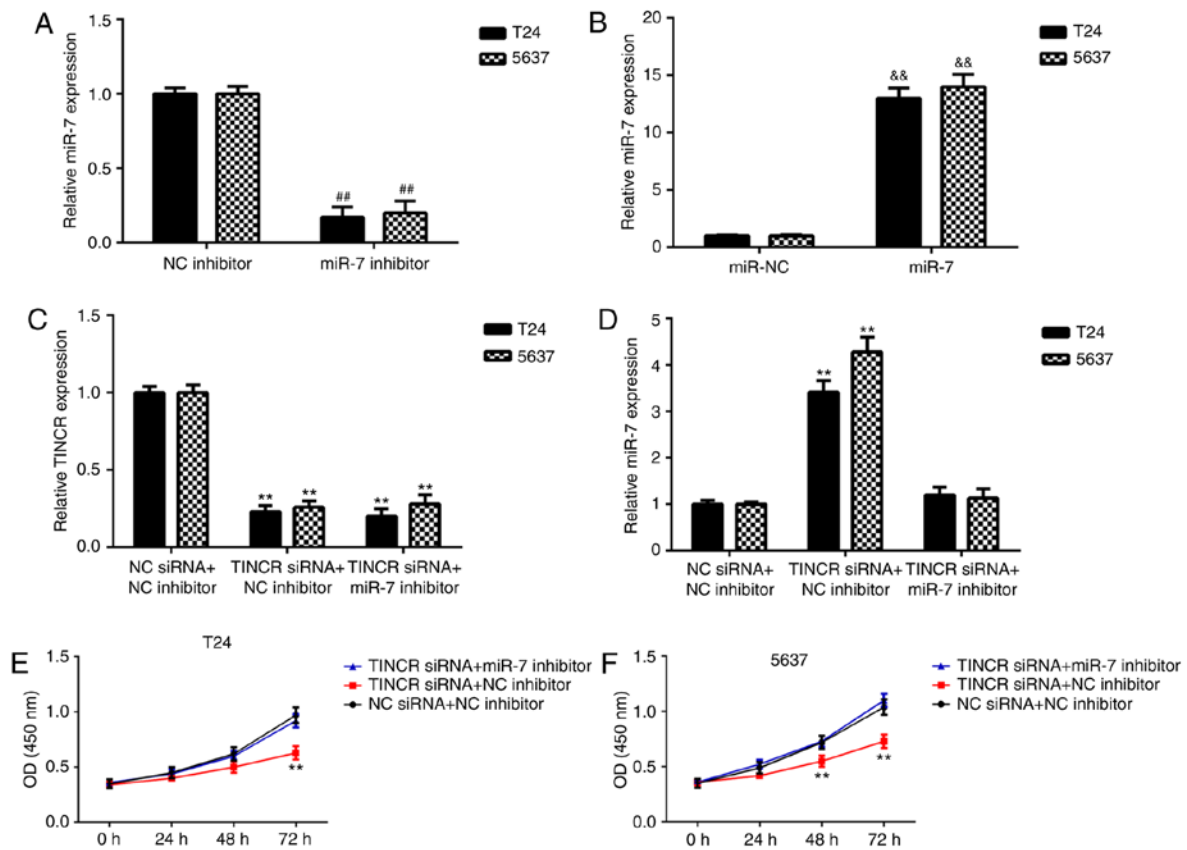 A
Relative miR-7 expression
1.5
1.0
0.5
0.0
##
##
NC inhibitor
miR-7 inhibitor
T24
5637
B
Relative miR-7 expression
20
15
10
5
0
&&
&&
miR-NC
miR-7
T24
5637
C
Relative TINCR expression
1.5
1.0
0.5
0.0
**
**
**
**
NC siRNA+
NC inhibitor
TINCR siRNA+
NC inhibitor
TINCR siRNA+
miR-7 inhibitor
T24
5637
D
Relative miR-7 expression
5
4
3
2
1
0
**
**
NC siRNA+
NC inhibitor
TINCR siRNA+
NC inhibitor
TINCR siRNA+
miR-7 inhibitor
T24
5637
E
T24
OD (450 nm)
1.5
1.0
0.5
0.0
**
0 h
24 h
48 h
72 h
TINCR siRNA+miR-7 inhibitor
TINCR siRNA+NC inhibitor
NC siRNA+NC inhibitor
F
5637
OD (450 nm)
1.5
1.0
0.5
0.0
**
**
0 h
24 h
48 h
72 h
TINCR siRNA+miR-7 inhibitor
TINCR siRNA+NC inhibitor
NC siRNA+NC inhibitor